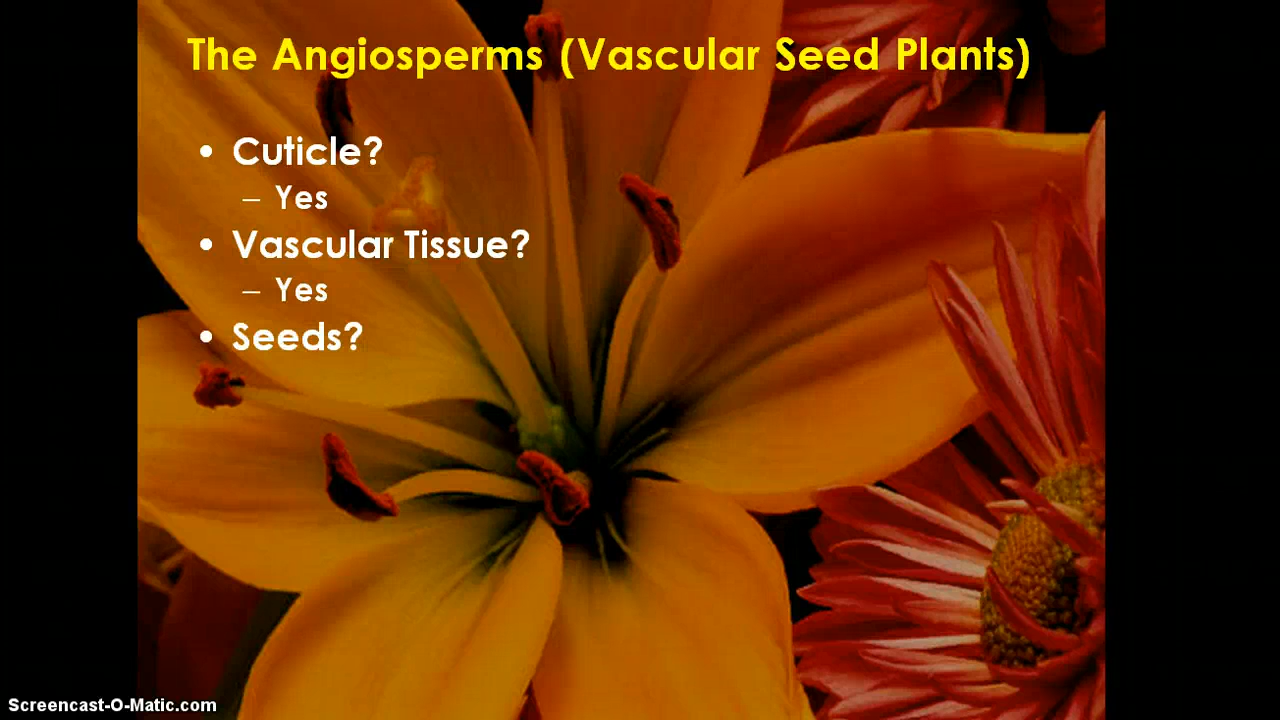 The Angiosperms (Vascular Seed Plants)
• Cuticle?
– Yes
• Vascular Tissue?
– Yes
• Seeds?
Screencast-O-Matic.com